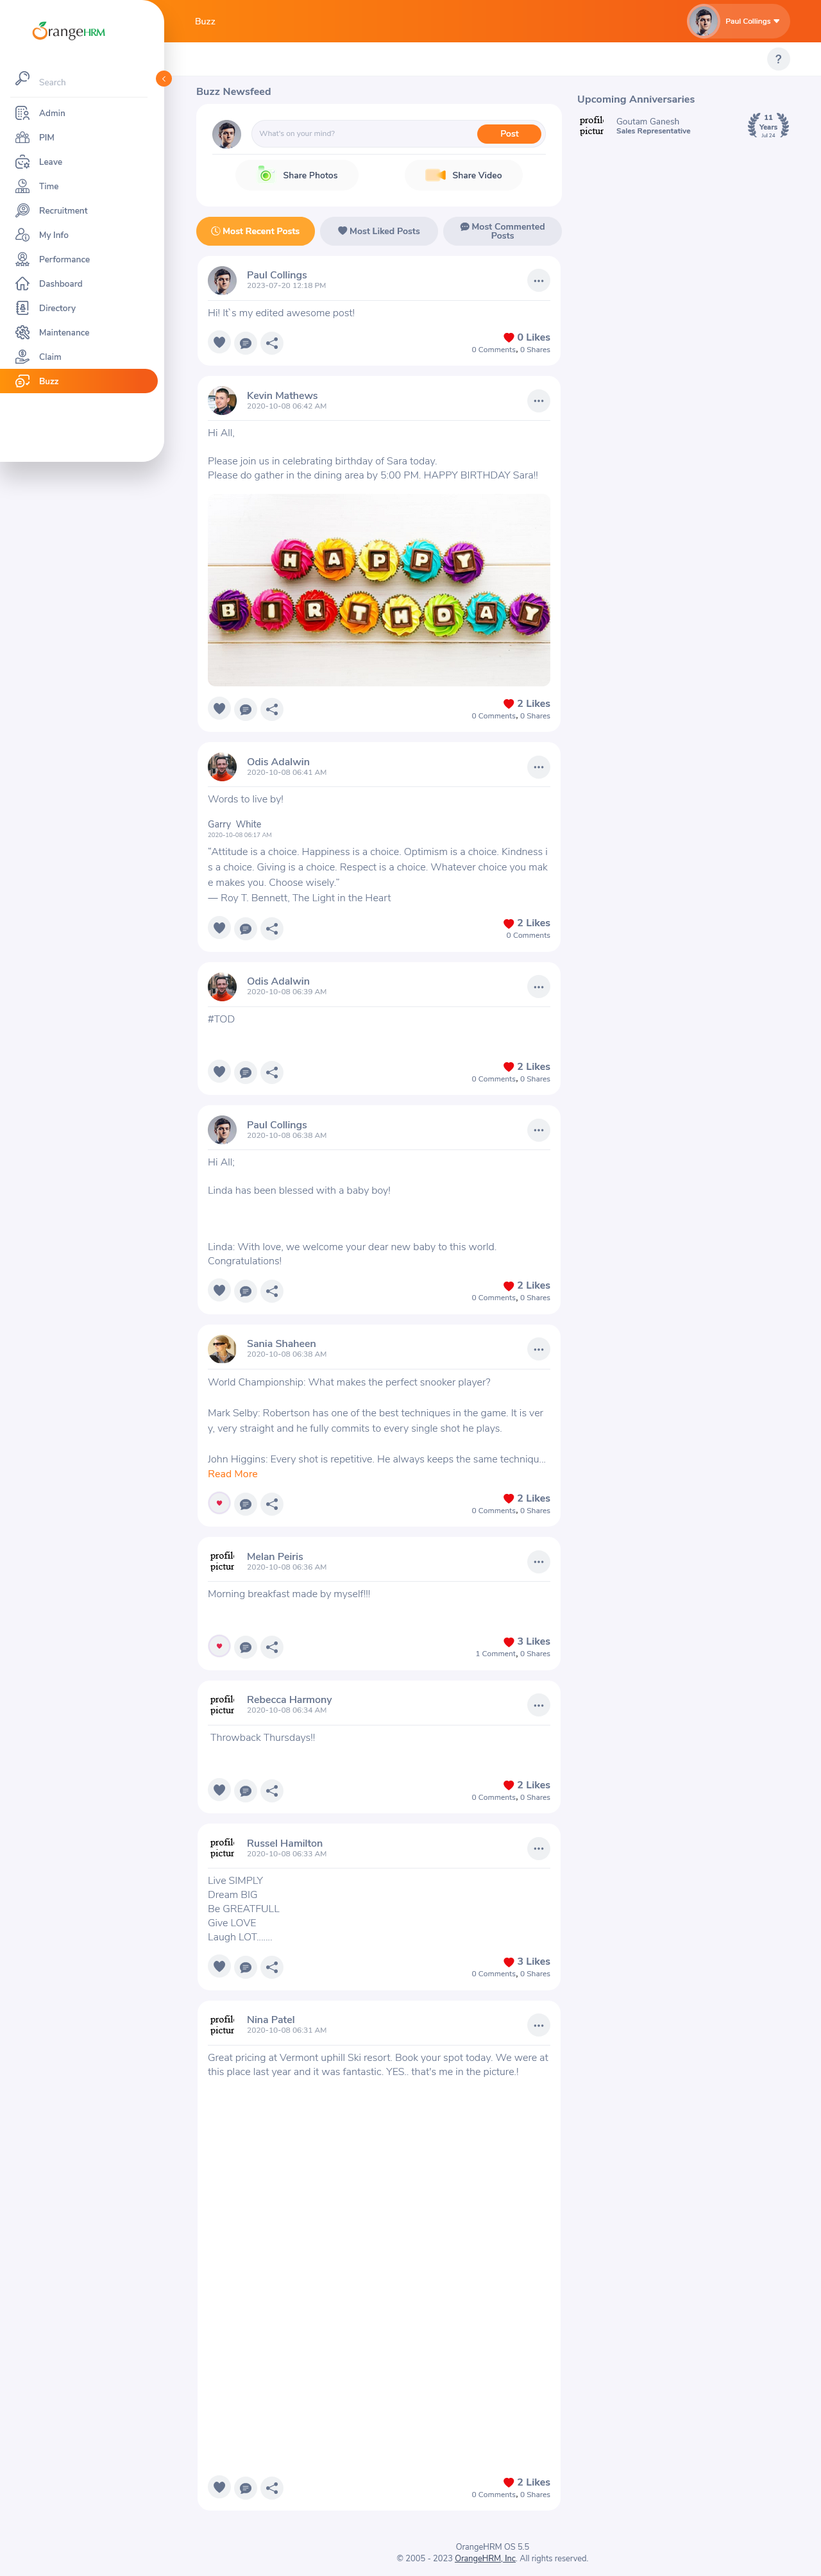 OrangeHRM
Search
Admin
PIM
Leave
Time
Recruitment
My Info
Performance
Dashboard
Directory
Maintenance
Claim
Buzz
Buzz
Paul Collings
?
Buzz Newsfeed
What's on your mind?
Post
Share Photos
Share Video
Most Recent Posts
Most Liked Posts
Most Commented
Posts
Paul Collings
2023-07-20 12:18 PM
Hi! It`s my edited awesome post!
0 Likes
0 Comments, 0 Shares
Kevin Mathews
2020-10-08 06:42 AM
Hi All,
Please join us in celebrating birthday of Sara today.
Please do gather in the dining area by 5:00 PM. HAPPY BIRTHDAY Sara!!
HAPPY
BIRTHDAY
2 Likes
0 Comments, 0 Shares
Odis Adalwin
2020-10-08 06:41 AM
Words to live by!
Garry White
2020-10-08 06:17 AM
“Attitude is a choice. Happiness is a choice. Optimism is a choice. Kindness i
s a choice. Giving is a choice. Respect is a choice. Whatever choice you mak
e makes you. Choose wisely.”
― Roy T. Bennett, The Light in the Heart
2 Likes
0 Comments
Odis Adalwin
2020-10-08 06:39 AM
#TOD
2 Likes
0 Comments, 0 Shares
Paul Collings
2020-10-08 06:38 AM
Hi All;
Linda has been blessed with a baby boy!
Linda: With love, we welcome your dear new baby to this world.
Congratulations!
2 Likes
0 Comments, 0 Shares
Sania Shaheen
2020-10-08 06:38 AM
World Championship: What makes the perfect snooker player?
Mark Selby: Robertson has one of the best techniques in the game. It is ver
y, very straight and he fully commits to every single shot he plays.
John Higgins: Every shot is repetitive. He always keeps the same techniqu...
Read More
2 Likes
0 Comments, 0 Shares
profil
pictur
Melan Peiris
2020-10-08 06:36 AM
Morning breakfast made by myself!!!
3 Likes
1 Comment, 0 Shares
profil
pictur
Rebecca Harmony
2020-10-08 06:34 AM
Throwback Thursdays!!
2 Likes
0 Comments, 0 Shares
profil
pictur
Russel Hamilton
2020-10-08 06:33 AM
Live SIMPLY
Dream BIG
Be GREATFULL
Give LOVE
Laugh LOT.......
3 Likes
0 Comments, 0 Shares
profil
pictur
Nina Patel
2020-10-08 06:31 AM
Great pricing at Vermont uphill Ski resort. Book your spot today. We were at
this place last year and it was fantastic. YES.. that's me in the picture.!
2 Likes
0 Comments, 0 Shares
Upcoming Anniversaries
profil
pictur
Goutam Ganesh
Sales Representative
11
Years
Jul 24
OrangeHRM OS 5.5
© 2005 - 2023 OrangeHRM, Inc. All rights reserved.